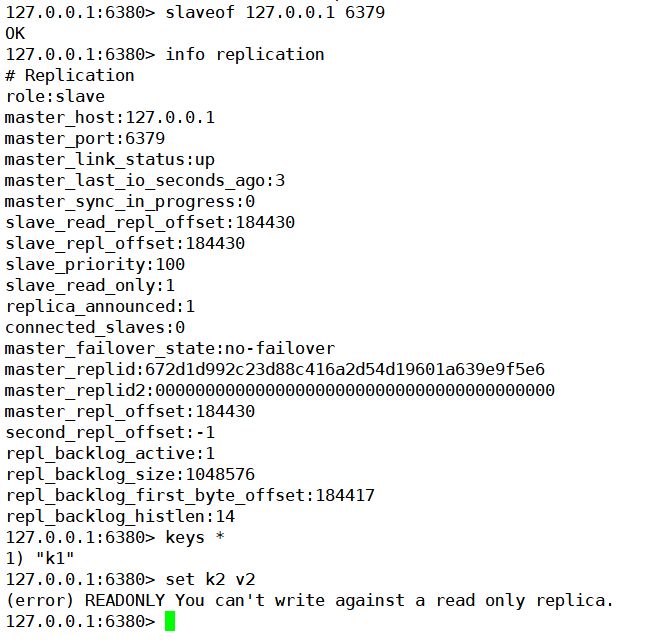 127.0.0.1:6380> slaveof 127.0.0.1 6379
OK
127.0.0.1:6380> info replication
# Replication
role:slave
master_host:127.0.0.1
master_port:6379
master_link_status:up
master_last_io_seconds_ago:3
master_sync_in_progress:0
slave_read_repl_offset:184430
slave_repl_offset:184430
slave_priority:100
slave_read_only:1
replica_announced:1
connected_slaves:0
master_failover_state:no-failover
master_replid:672d1d992c23d88c416a2d54d19601a639e9f5e6
master_replid2:0000000000000000000000000000000000000000
master_repl_offset:184430
second_repl_offset:-1
repl_backlog_active:1
repl_backlog_size:1048576
repl_backlog_first_byte_offset:184417
repl_backlog_histlen:14
127.0.0.1:6380> keys *
1) "k1"
127.0.0.1:6380> set k2 v2
(error) READONLY You can't write against a read only replica.
127.0.0.1:6380>